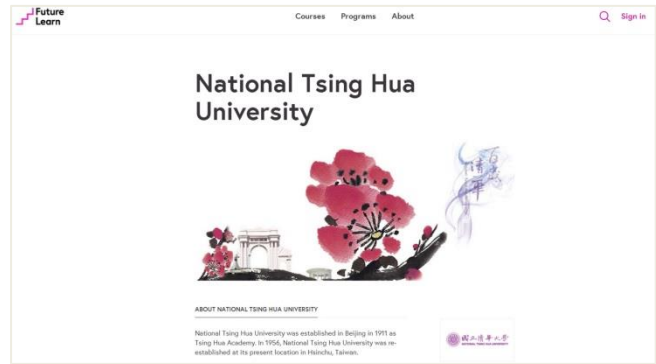 Future
Learn
Courses Programs About
Sign in
National Tsing Hua
University
ABOUT NATIONAL TSING HUA UNIVERSITY
National Tsing Hua University was established in Beijing in 1911 as
Tsing Hua Academy. In 1956, National Tsing Hua University was re-
established at its present location in Hsinchu, Taiwan.
國立清華大學
NATIONAL TSING HUA UNIVERSITY